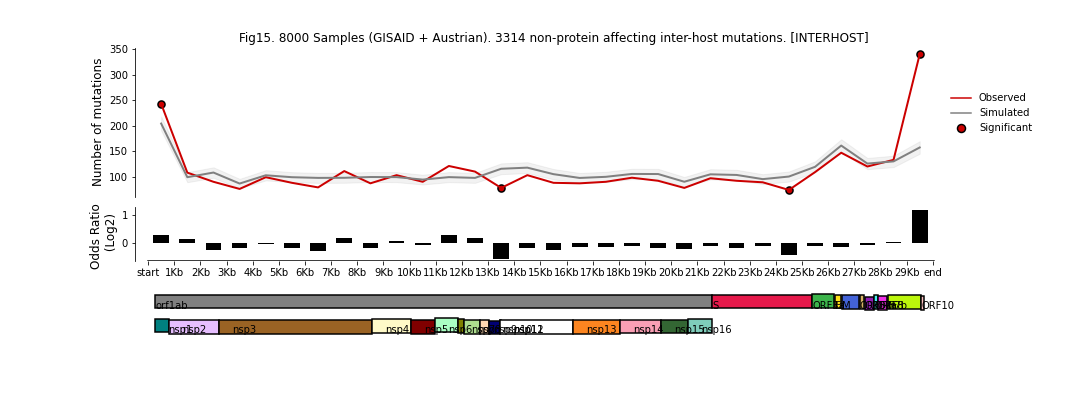 Fig15. 8000 Samples (GISAID + Austrian). 3314 non-protein affecting inter-host mutations. [INTERHOST]
Number of mutations
350
300
250
200
150
100
Observed
Simulated
Significant
Odds Ratio
(Log2)
1
0
start 1Kb 2Kb 3Kb 4Kb 5Kb 6Kb 7Kb 8Kb 9Kb 10Kb 11Kb 12Kb 13Kb 14Kb 15Kb 16Kb 17Kb 18Kb 19Kb 20Kb 21Kb 22Kb 23Kb 24Kb 25Kb 26Kb 27Kb 28Kb 29Kb end
orf1ab S M ORF10
nsp1 nsp2 nsp3 nsp4 nsp5 nsp6 nsp12 nsp13 nsp14 nsp15 nsp16